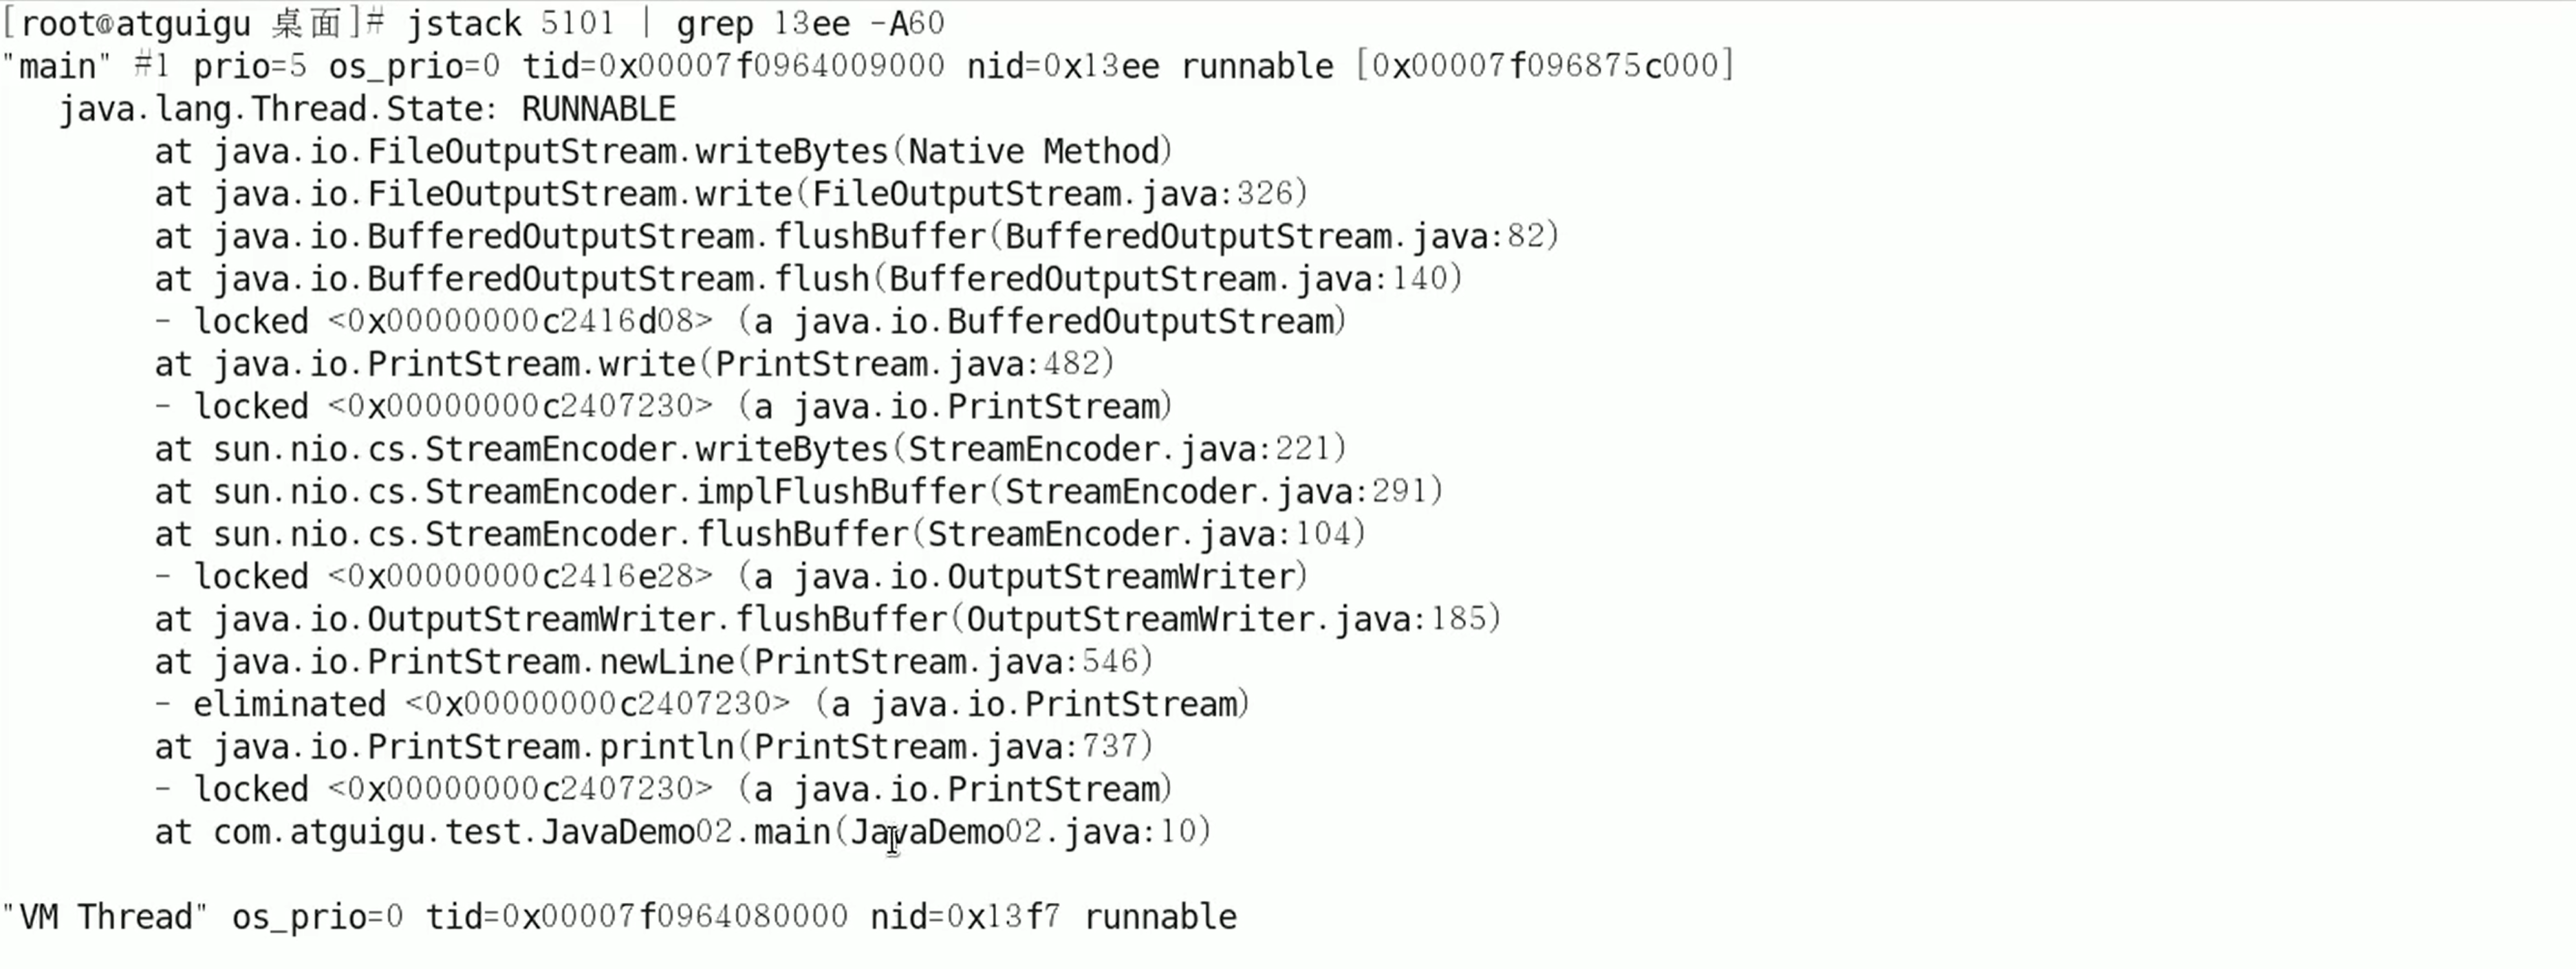 [root@atguigu 桌面]# jstack 5101 | grep 13ee -A60
"main" #1 prio=5 os_prio=0 tid=0x00007f0964009000 nid=0x13ee runnable [0x00007f096875c000]
java.lang.Thread.State: RUNNABLE
at java.io.FileOutputStream.writeBytes(Native Method)
at java.io.FileOutputStream.write(FileOutputStream.java:326)
at java.io.BufferedOutputStream.flushBuffer(BufferedOutputStream.java:82)
at java.io.BufferedOutputStream.flush(BufferedOutputStream.java:140)
- locked <0x00000000c2416d08> (a java.io.BufferedOutputStream)
at java.io.PrintStream.write(PrintStream.java:482)
- locked <0x00000000c2407230> (a java.io.PrintStream)
at sun.nio.cs.StreamEncoder.writeBytes(StreamEncoder.java:221)
at sun.nio.cs.StreamEncoder.implFlushBuffer(StreamEncoder.java:291)
at sun.nio.cs.StreamEncoder.flushBuffer(StreamEncoder.java:104)
- locked <0x00000000c2416e28> (a java.io.OutputStreamWriter)
at java.io.OutputStreamWriter.flushBuffer(OutputStreamWriter.java:185)
at java.io.PrintStream.newLine(PrintStream.java:546)
- eliminated <0x00000000c2407230> (a java.io.PrintStream)
at java.io.PrintStream.println(PrintStream.java:737)
- locked <0x00000000c2407230> (a java.io.PrintStream)
at com.atguigu.test.JavaDemo02.main(JavaDemo02.java:10)
"VM Thread" os_prio=0 tid=0x00007f0964080000 nid=0x13f7 runnable